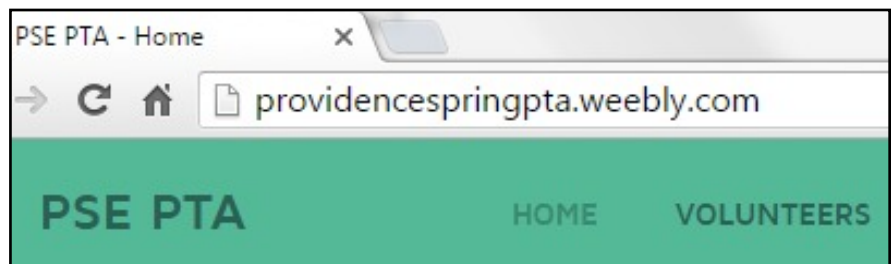 PSE PTA - Home
providencespringpta.weebly.com
PSE PTA HOME VOLUNTEERS